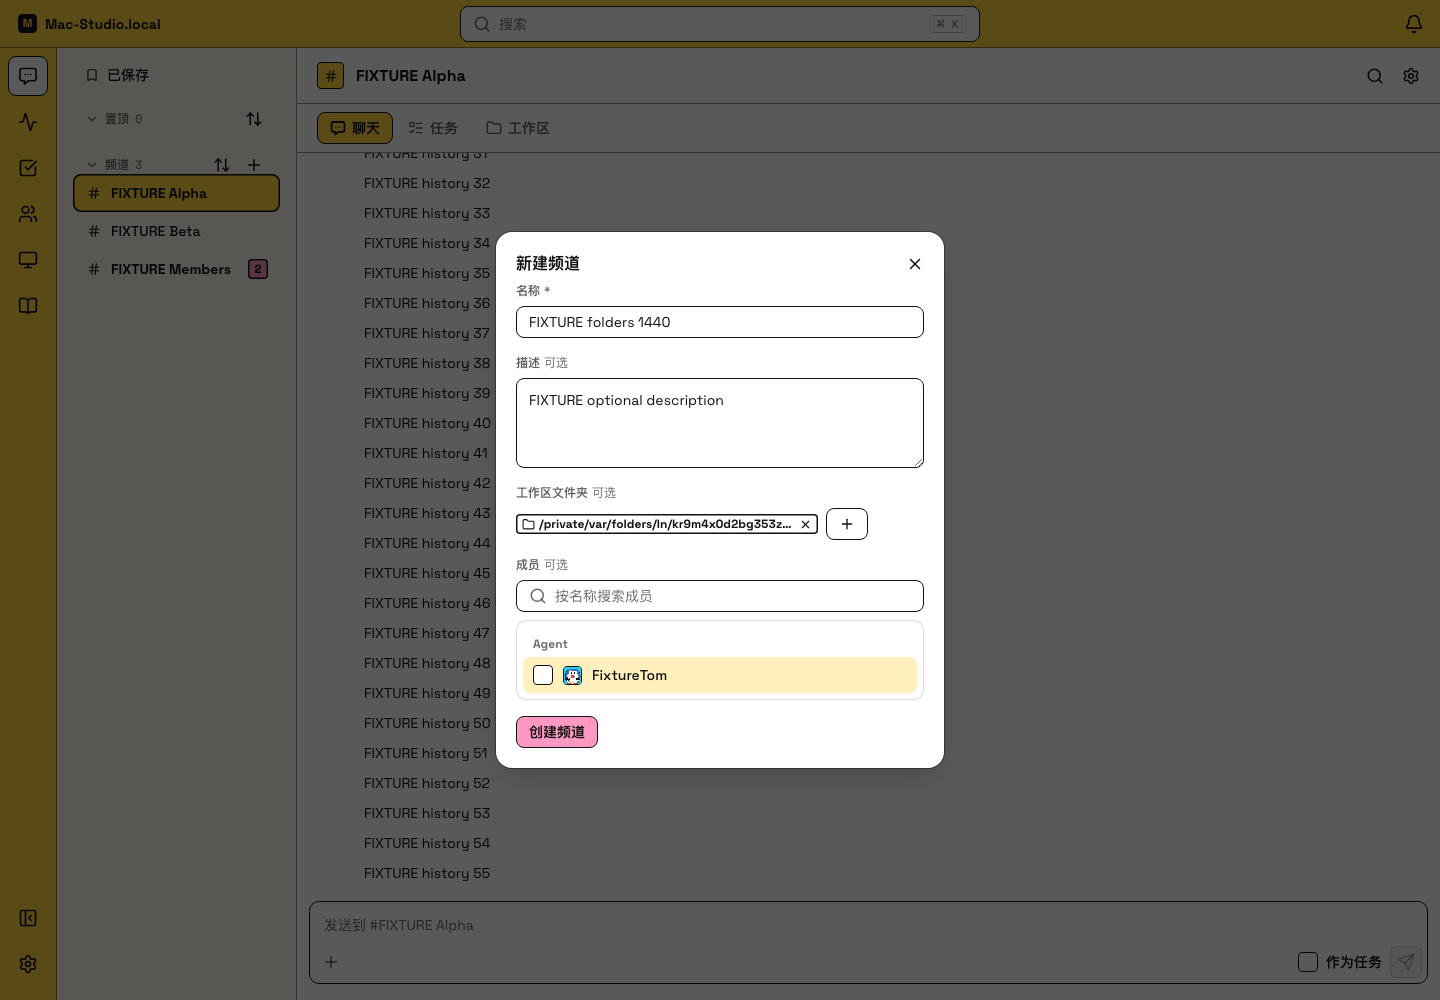 M Mac-Studio.local
搜索
⌘ K
已保存
置顶 0
频道 3
# FIXTURE Alpha
# FIXTURE Beta
# FIXTURE Members 2
# FIXTURE Alpha
聊天 任务 工作区
FIXTURE history 31
FIXTURE history 32
FIXTURE history 33
FIXTURE history 34
FIXTURE history 35
FIXTURE history 36
FIXTURE history 37
FIXTURE history 38
FIXTURE history 39
FIXTURE history 40
FIXTURE history 41
FIXTURE history 42
FIXTURE history 43
FIXTURE history 44
FIXTURE history 45
FIXTURE history 46
FIXTURE history 47
FIXTURE history 48
FIXTURE history 49
FIXTURE history 50
FIXTURE history 51
FIXTURE history 52
FIXTURE history 53
FIXTURE history 54
FIXTURE history 55
新建频道
名称 *
FIXTURE folders 1440
描述 可选
FIXTURE optional description
工作区文件夹 可选
/private/var/folders/ln/kr9m4x0d2bg353z...
成员 可选
按名称搜索成员
Agent
FixtureTom
创建频道
发送到 #FIXTURE Alpha
作为任务